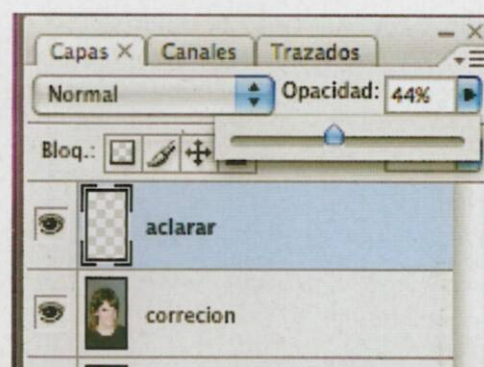 Capas Canales Trazados
Normal Opacidad: 44%
Bloq.:
aclarar
correcion